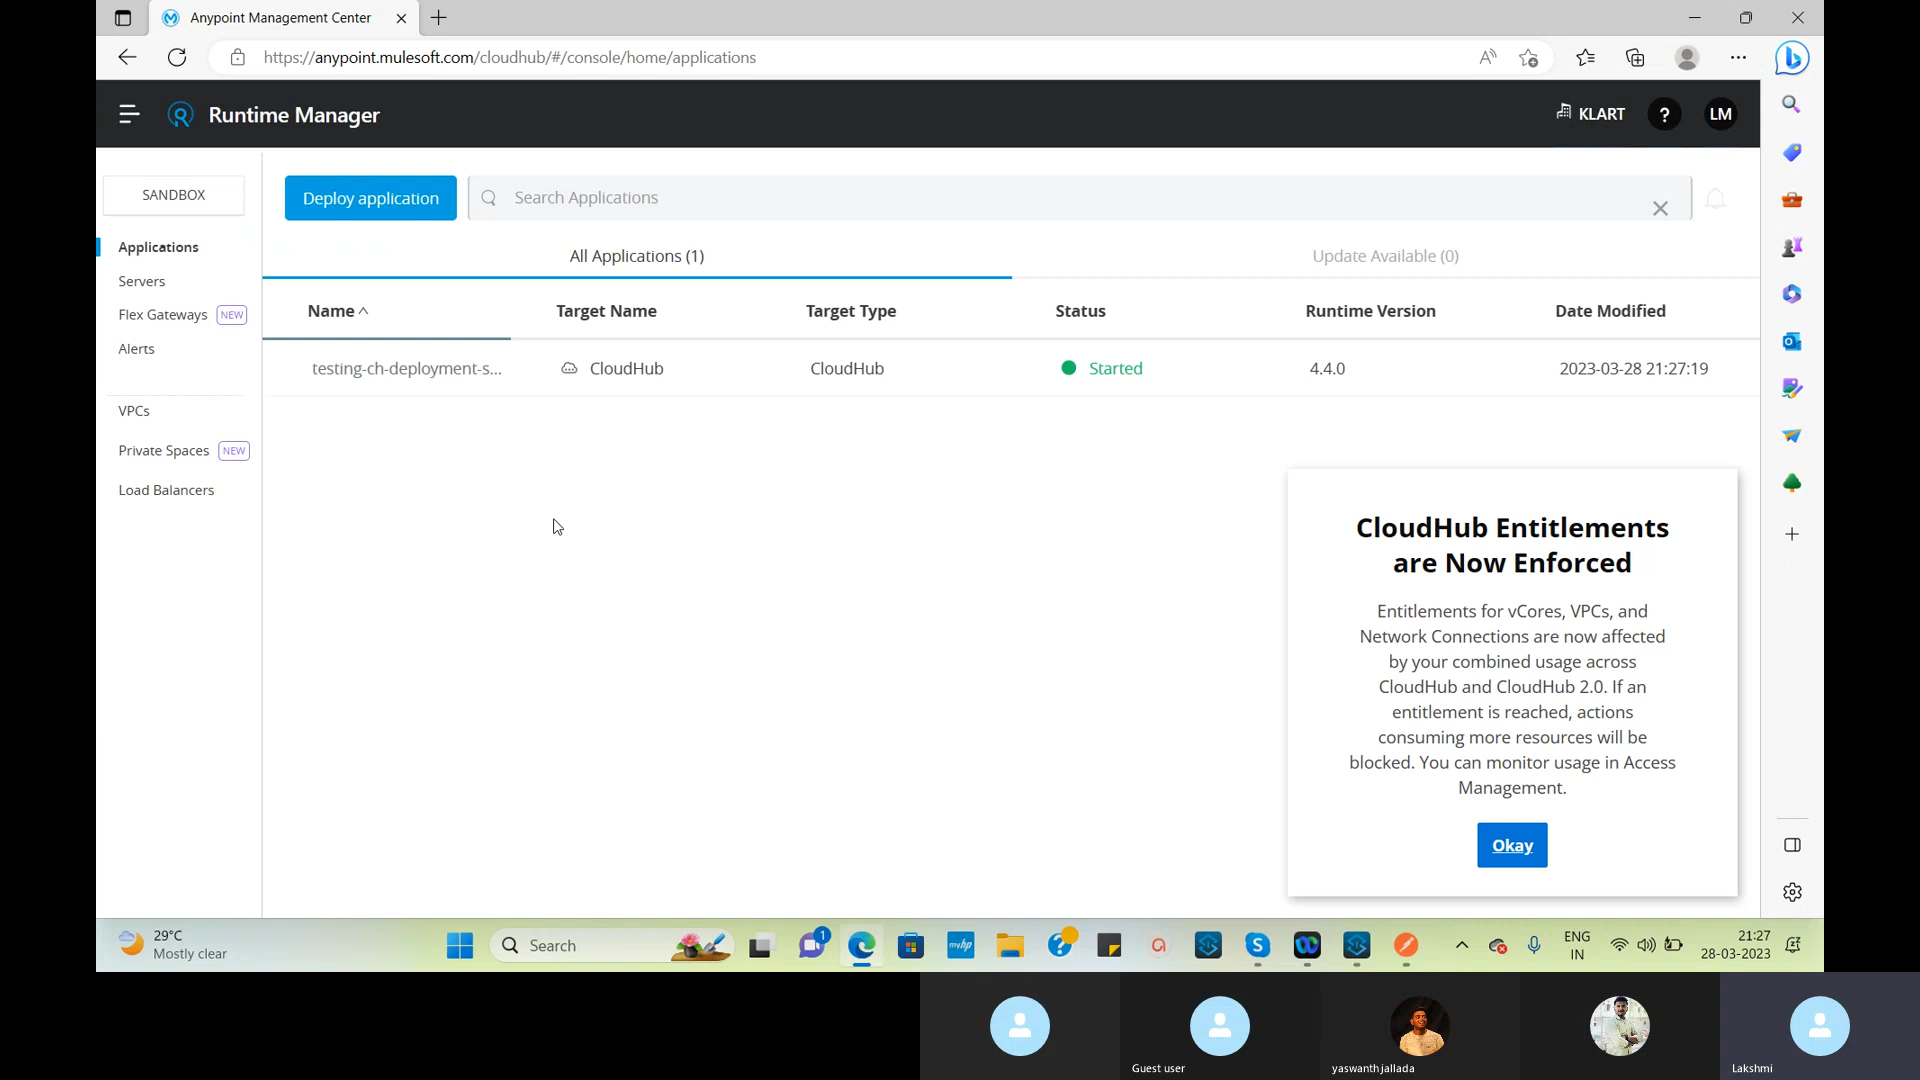 Anypoint Management Center
https://anypoint.mulesoft.com/cloudhub/#/console/home/applications
Runtime Manager
KLART
?
LM
SANDBOX
Deploy application
Search Applications
Applications
Servers
Flex Gateways NEW
Alerts
VPCs
Private Spaces NEW
Load Balancers
All Applications (1)
Update Available (0)
Name Target Name Target Type Status Runtime Version Date Modified
testing-ch-deployment-s... CloudHub CloudHub Started 4.4.0 2023-03-28 21:27:19
CloudHub Entitlements
are Now Enforced
Entitlements for vCores, VPCs, and
Network Connections are now affected
by your combined usage across
CloudHub and CloudHub 2.0. If an
entitlement is reached, actions
consuming more resources will be
blocked. You can monitor usage in Access
Management.
Okay
29°C
Mostly clear
Search
1
myhp
ENG
IN
21:27
28-03-2023
Guest user
yaswanth jallada
Lakshmi